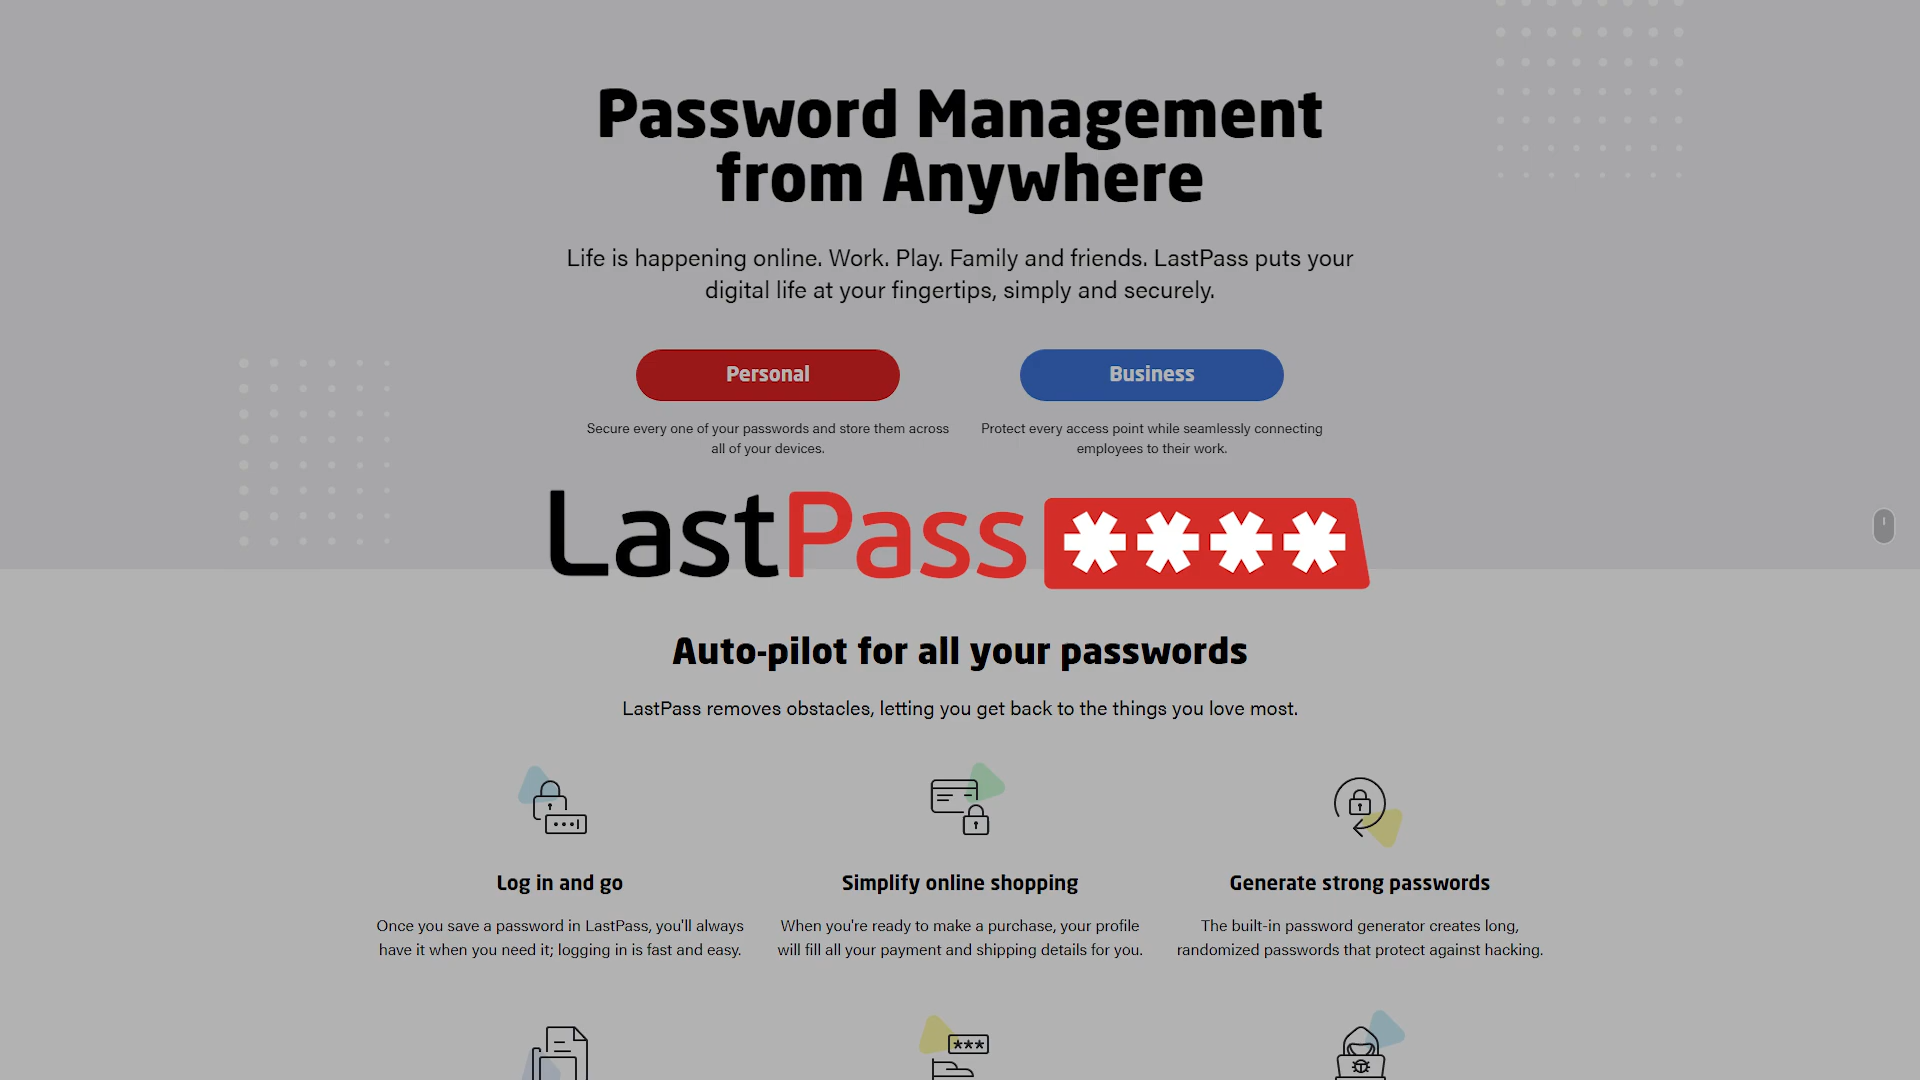 Password Management
from Anywhere
Life is happening online. Work. Play. Family and friends. LastPass puts your
digital life at your fingertips, simply and securely.
Personal
Business
Secure every one of your passwords and store them across
all of your devices.
Protect every access point while seamlessly connecting
employees to their work.
LastPass ****
Auto-pilot for all your passwords
LastPass removes obstacles, letting you get back to the things you love most.
Log in and go
Once you save a password in LastPass, you'll always
have it when you need it; logging in is fast and easy.
Simplify online shopping
When you're ready to make a purchase, your profile
will fill all your payment and shipping details for you.
Generate strong passwords
The built-in password generator creates long,
randomized passwords that protect against hacking.
***